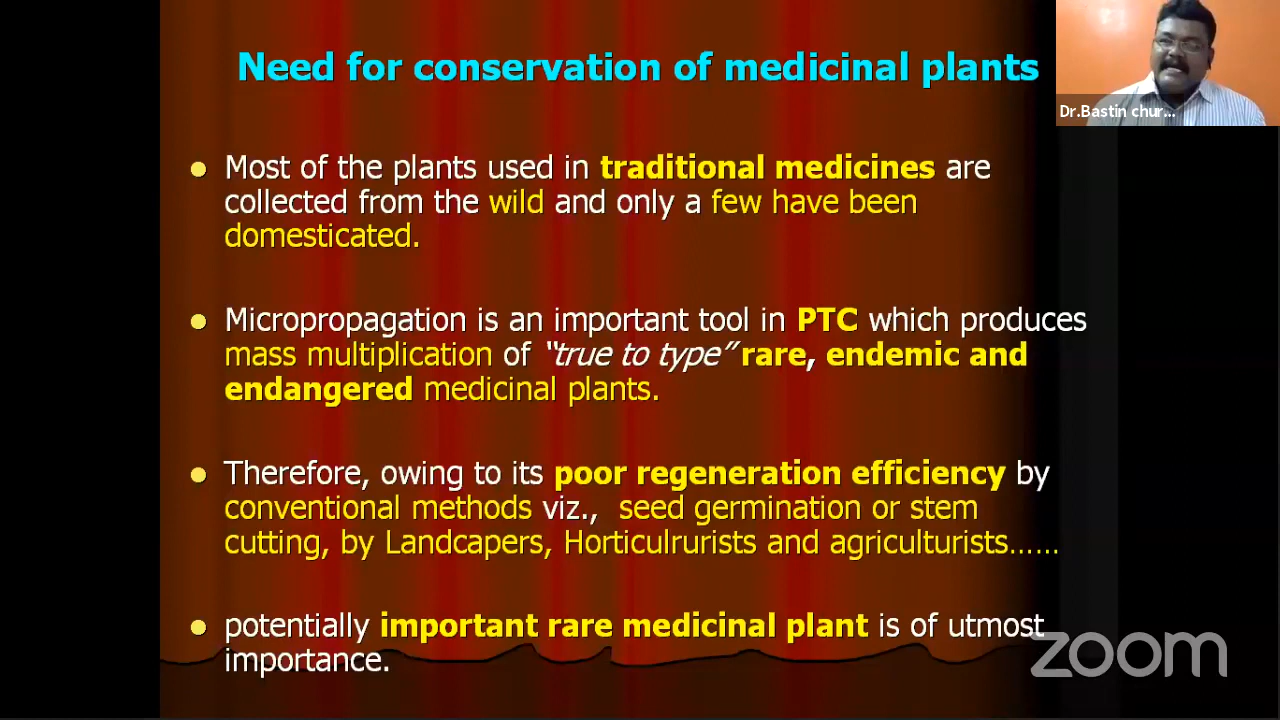 Need for conservation of medicinal plants
Dr.Bastin chur...
Most of the plants used in traditional medicines are
collected from the wild and only a few have been
domesticated.
Micropropagation is an important tool in PTC which produces
mass multiplication of “true to type” rare, endemic and
endangered medicinal plants.
Therefore, owing to its poor regeneration efficiency by
conventional methods viz., seed germination or stem
cutting, by Landcapers, Horticulrurists and agriculturists……
potentially important rare medicinal plant is of utmost
importance.
zoom